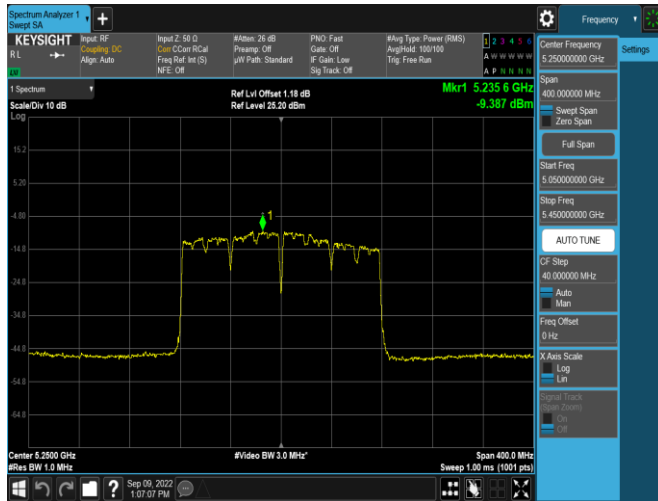 Spectrum Analyzer 1
Swept SA
+
Frequency
KEYSIGHT
RL
Input: RF
Coupling: DC
Align: Auto
Input Z: 50 Ω
Corr CCorr RCal
Freq Ref: Int (S)
NFE: Off
#Atten: 26 dB
Preamp: Off
µW Path: Standard
PNO: Fast
Gate: Off
IF Gain: Low
Sig Track: Off
#Avg Type: Power (RMS)
Avg|Hold: 100/100
Trig: Free Run
1 2 3 4 5 6
A W W W W W
A P N N N N
1 Spectrum
Scale/Div 10 dB
Log
Ref Lvl Offset 1.18 dB
Ref Level 25.20 dBm
Mkr1 5.235 6 GHz
-9.387 dBm
15.2
5.20
-4.80
-14.8
-24.8
-34.8
-44.8
-54.8
-64.8
1
Center 5.2500 GHz
#Res BW 1.0 MHz
#Video BW 3.0 MHz*
Span 400.0 MHz
Sweep 1.00 ms (1001 pts)
Sep 09, 2022
1:07:07 PM
Settings
Center Frequency
5.250000000 GHz
Span
400.000000 MHz
Swept Span
Zero Span
Full Span
Start Freq
5.050000000 GHz
Stop Freq
5.450000000 GHz
AUTO TUNE
CF Step
40.000000 MHz
Auto
Man
Freq Offset
0 Hz
X Axis Scale
Log
Lin
Signal Track
(Span Zoom)
On
Off